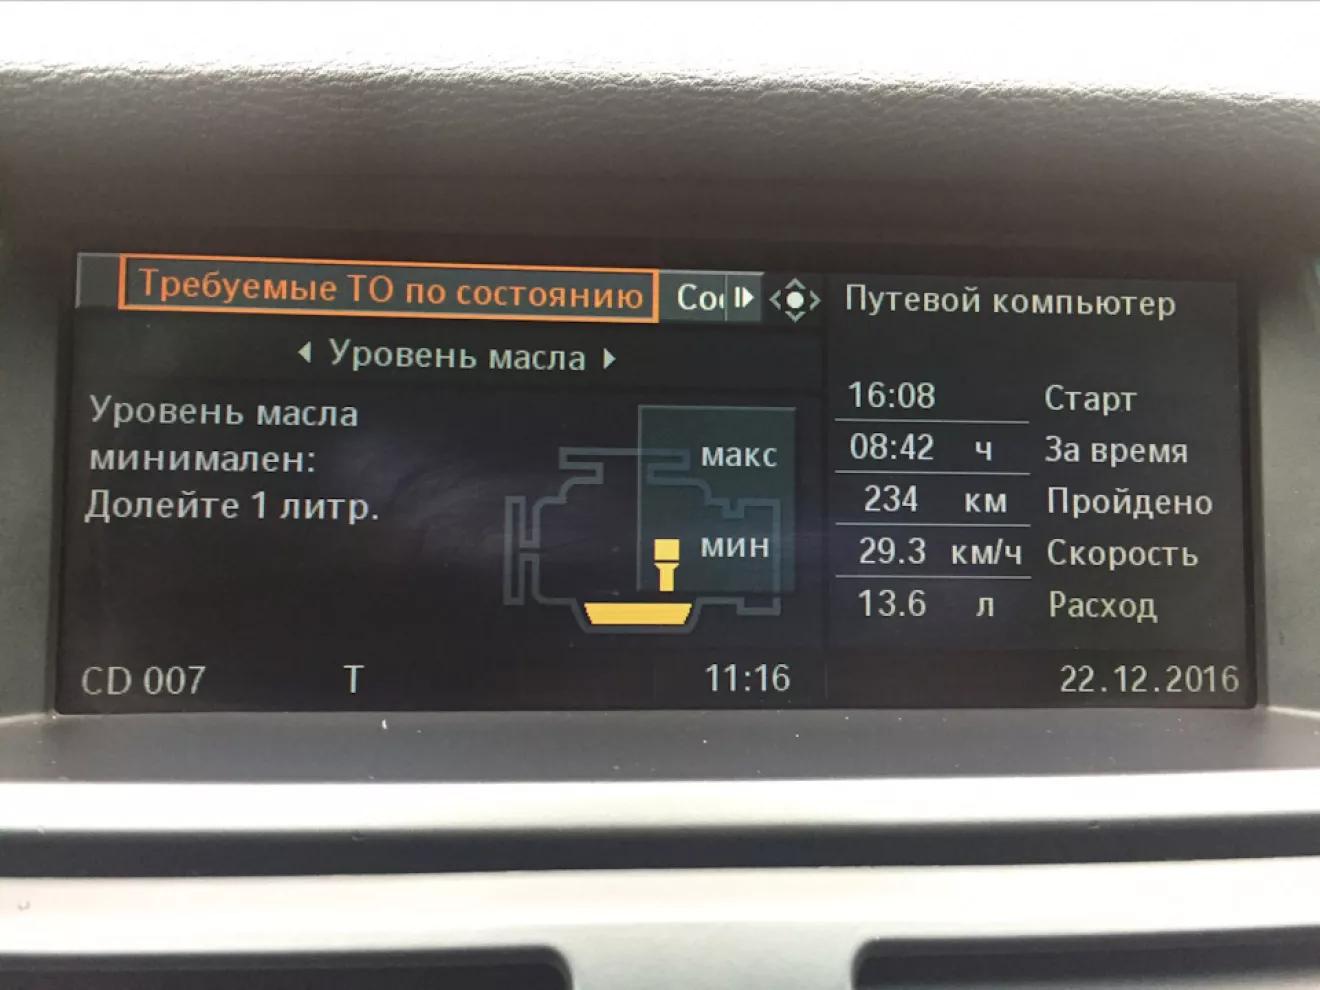 Требуемые ТО по состоянию
Со
Уровень масла
Уровень масла
минимален:
Долейте 1 литр.
макс
мин
CD 007
T
11:16
Путевой компьютер
16:08 Старт
08:42 ч За время
234 км Пройдено
29.3 км/ч Скорость
13.6 л Расход
22.12.2016